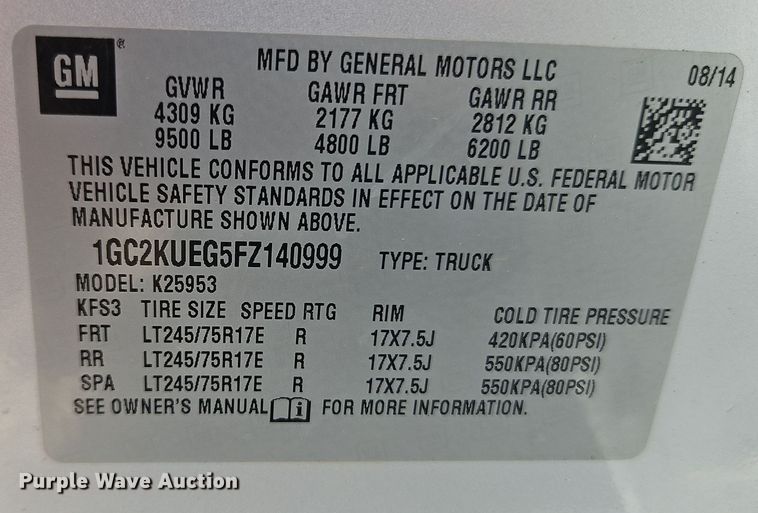 GM®
MFD BY GENERAL MOTORS LLC
08/14
GVWR GAWR FRT GAWR RR
4309 KG 2177 KG 2812 KG
9500 LB 4800 LB 6200 LB
THIS VEHICLE CONFORMS TO ALL APPLICABLE U.S. FEDERAL MOTOR
VEHICLE SAFETY STANDARDS IN EFFECT ON THE DATE OF
MANUFACTURE SHOWN ABOVE.
1GC2KUEG5FZ140999 TYPE: TRUCK
MODEL: K25953
KFS3 TIRE SIZE SPEED RTG RIM COLD TIRE PRESSURE
FRT LT245/75R17E R 17X7.5J 420KPA(60PSI)
RR LT245/75R17E R 17X7.5J 550KPA(80PSI)
SPA LT245/75R17E R 17X7.5J 550KPA(80PSI)
SEE OWNER'S MANUAL i FOR MORE INFORMATION.
Purple Wave Auction